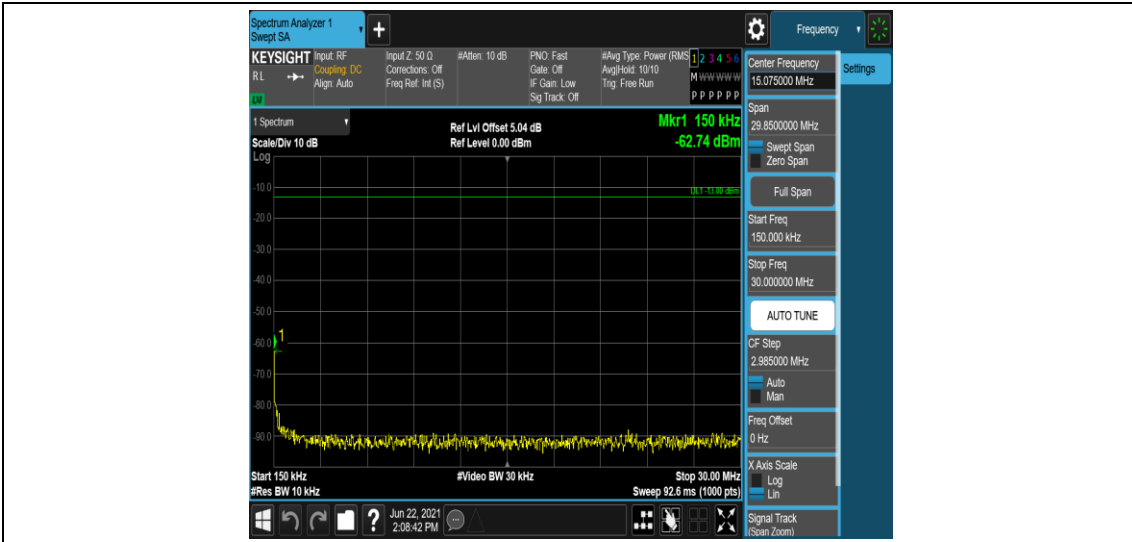 Spectrum Analyzer 1
Swept SA
+
Frequency
KEYSIGHT
RL
LXI
Input: RF
Coupling: DC
Align: Auto
Input Z: 50 Ω
Corrections: Off
Freq Ref: Int (S)
#Atten: 10 dB
PNO: Fast
Gate: Off
IF Gain: Low
Sig Track: Off
#Avg Type: Power (RMS
Avg|Hold: 10/10
Trig: Free Run
1 2 3 4 5 6
M W W W W W
P P P P P P
Center Frequency
15.075000 MHz
Settings
Span
29.8500000 MHz
Swept Span
Zero Span
Full Span
Start Freq
150.000 kHz
Stop Freq
30.000000 MHz
AUTO TUNE
CF Step
2.985000 MHz
Auto
Man
Freq Offset
0 Hz
X Axis Scale
Log
Lin
Signal Track
(Span Zoom)
1 Spectrum
Scale/Div 10 dB
Log
Ref Lvl Offset 5.04 dB
Ref Level 0.00 dBm
Mkr1 150 kHz
-62.74 dBm
DL1 -13.00 dBm
-10.0
-20.0
-30.0
-40.0
-50.0
-60.0
-70.0
-80.0
-90.0
1
Start 150 kHz
#Res BW 10 kHz
#Video BW 30 kHz
Stop 30.00 MHz
Sweep 92.6 ms (1000 pts)
?
Jun 22, 2021
2:08:42 PM